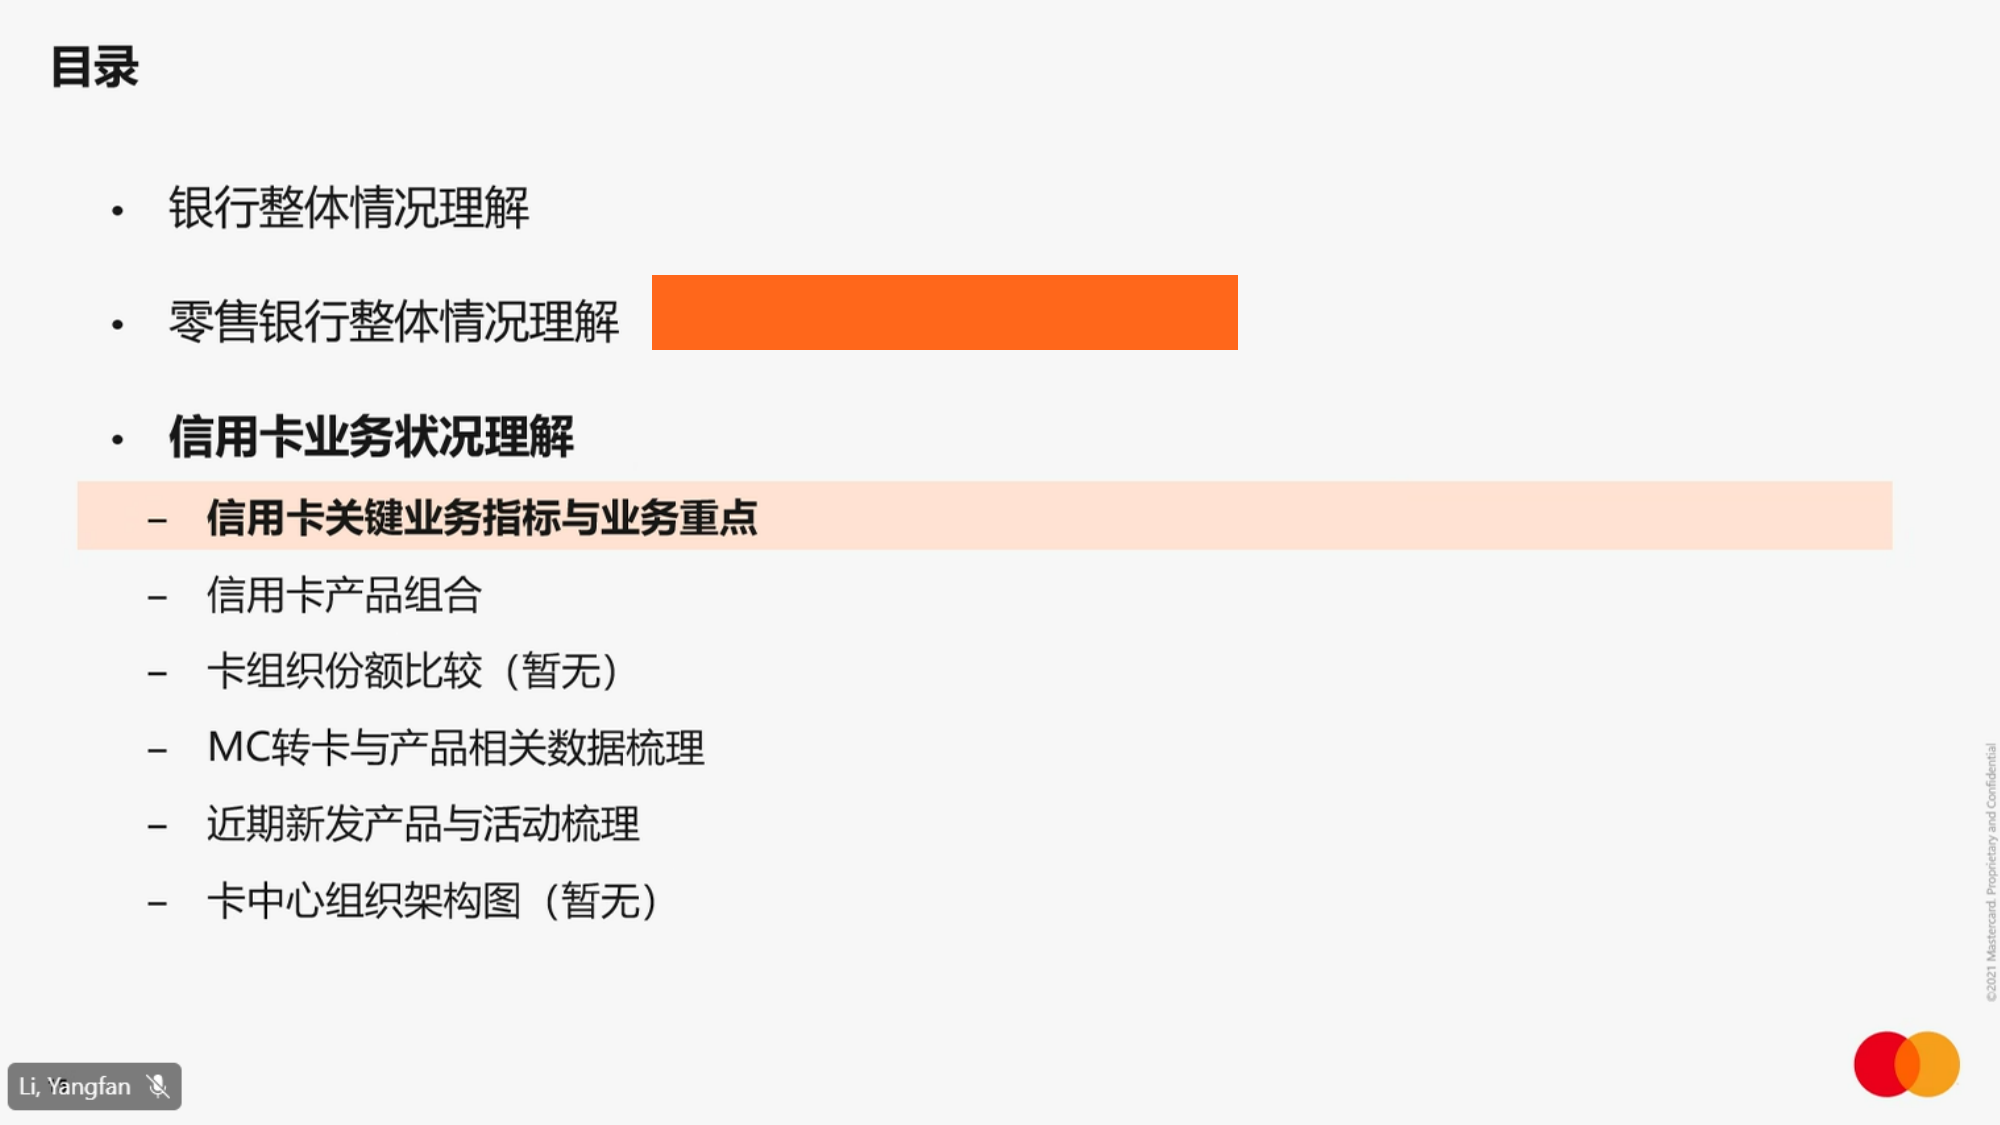 目录
• 银行整体情况理解
• 零售银行整体情况理解
• 信用卡业务状况理解
– 信用卡关键业务指标与业务重点
– 信用卡产品组合
– 卡组织份额比较（暂无）
– MC转卡与产品相关数据梳理
– 近期新发产品与活动梳理
– 卡中心组织架构图（暂无）
©2021 Mastercard. Proprietary and Confidential
Li, Yangfan